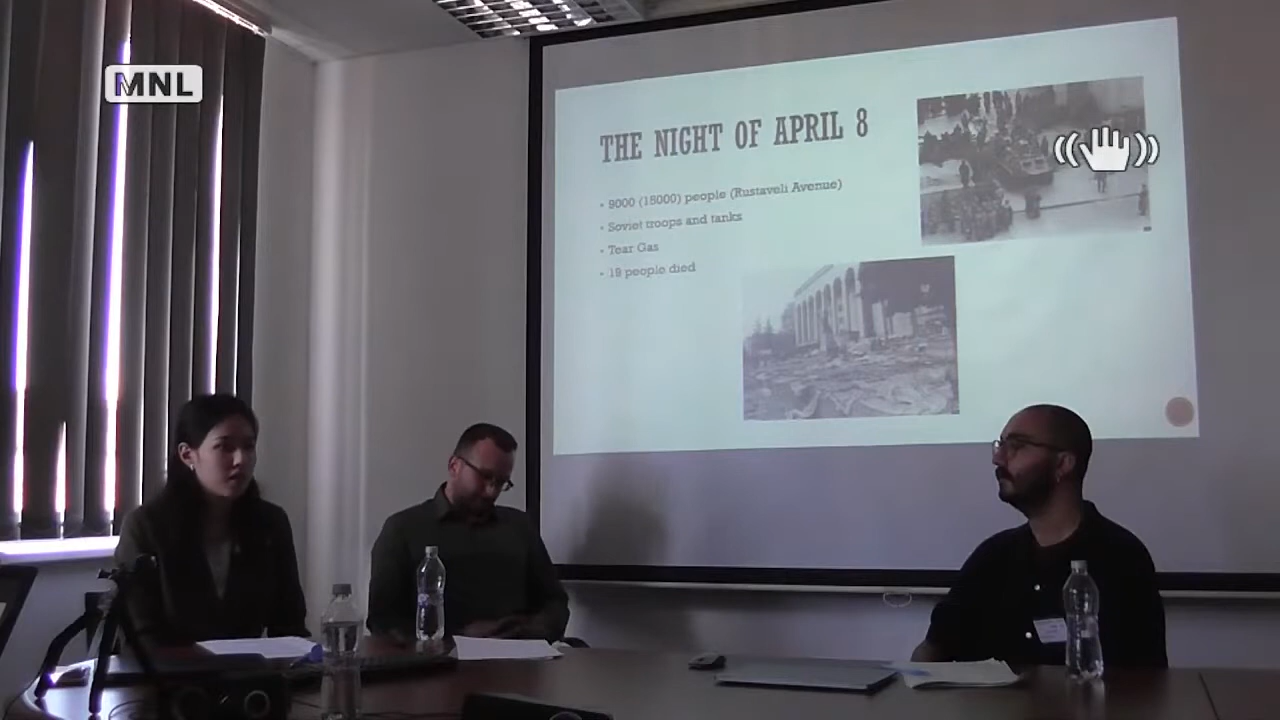 MNL
THE NIGHT OF APRIL 8
▪ 9000 (15000) people (Rustaveli Avenue)
▪ Soviet troops and tanks
▪ Tear Gas
▪ 19 people died